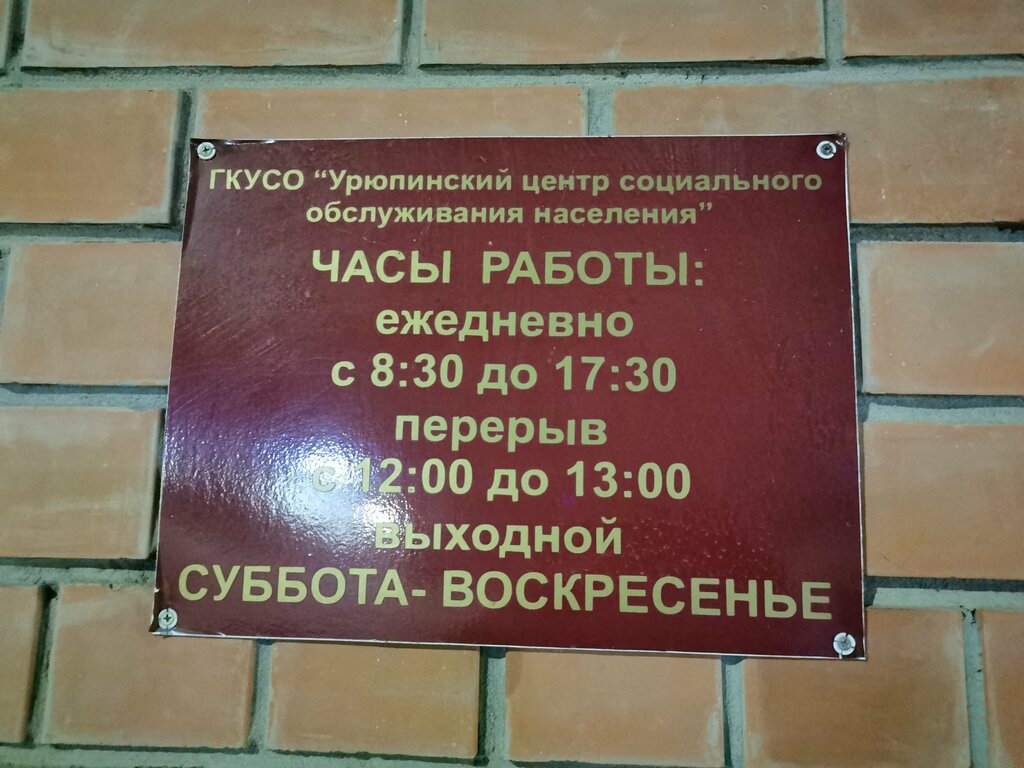 ГКУСО “Урюпинский центр социального
обслуживания населения”
ЧАСЫ РАБОТЫ:
ежедневно
с 8:30 до 17:30
перерыв
с 12:00 до 13:00
выходной
СУББОТА- ВОСКРЕСЕНЬЕ